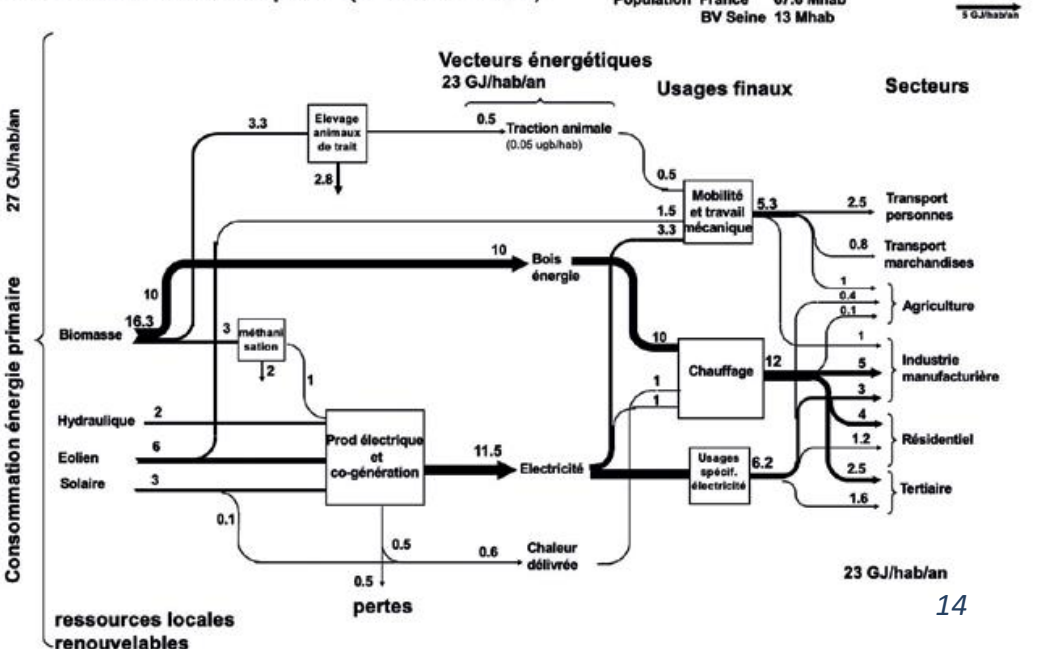 Population France 67.6 Mhab
BV Seine 13 Mhab
5 GJ/hab/an
Vecteurs énergétiques
23 GJ/hab/an
Usages finaux
Secteurs
Consommation énergie primaire 27 GJ/hab/an
3.3
Elevage
animaux
de trait
2.8
0.5
Traction animale
(0.05 ugb/hab)
0.5
1.5
3.3
Mobilité
et travail
mécanique
5.3
2.5
Transport
personnes
0.8
Transport
marchandises
10
Bois
énergie
10
16.3
Biomasse
3
méthani
sation
2
1
1
0.4
0.1
Agriculture
10
1
1
Chauffage
12
1
5
3
Industrie
manufacturière
Hydraulique
2
Eolien
6
Solaire
3
Prod électrique
et
co-génération
11.5
Electricité
Usages
spécif.
électricité
6.2
4
1.2
Résidentiel
2.5
1.6
Tertiaire
0.1
0.5
0.6
Chaleur
délivrée
0.5
pertes
23 GJ/hab/an
14
ressources locales
renouvelables